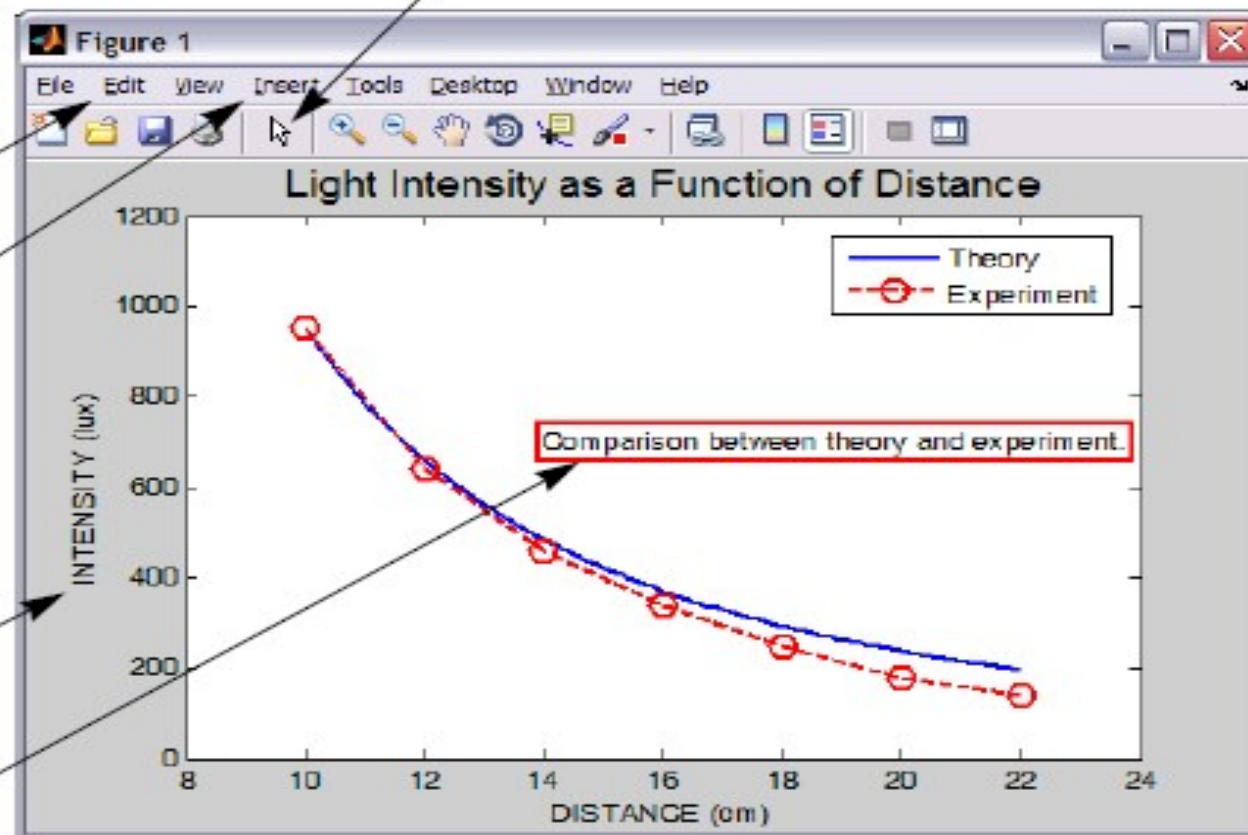 Figure 1
File Edit View Insert Tools Desktop Window Help
Light Intensity as a Function of Distance
1200
1000
800
600
400
200
0
INTENSITY (lux)
Theory
Experiment
Comparison between theory and experiment.
8 10 12 14 16 18 20 22 24
DISTANCE (cm)